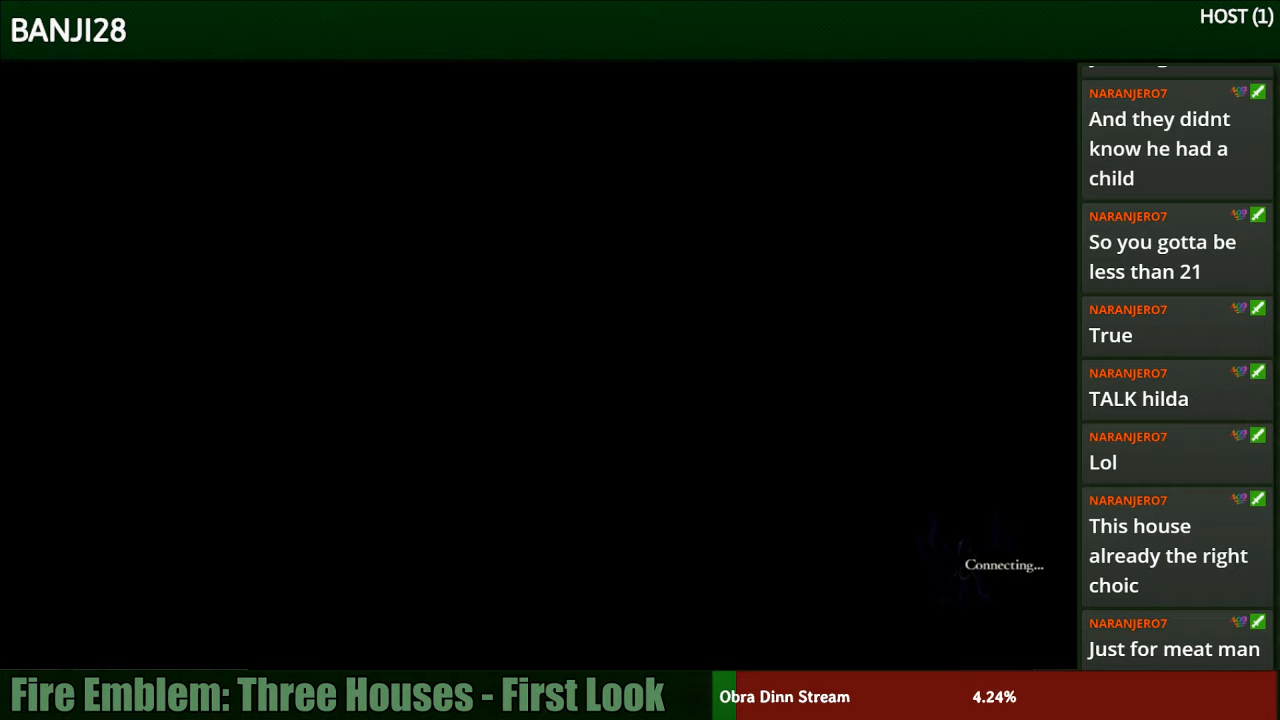 BANJI28
HOST (1)
NARANJERO7
And they didnt
know he had a
child
NARANJERO7
So you gotta be
less than 21
NARANJERO7
True
NARANJERO7
TALK hilda
NARANJERO7
Lol
NARANJERO7
This house
already the right
choic
NARANJERO7
Just for meat man
Connecting...
Fire Emblem: Three Houses - First Look
Obra Dinn Stream 4.24%